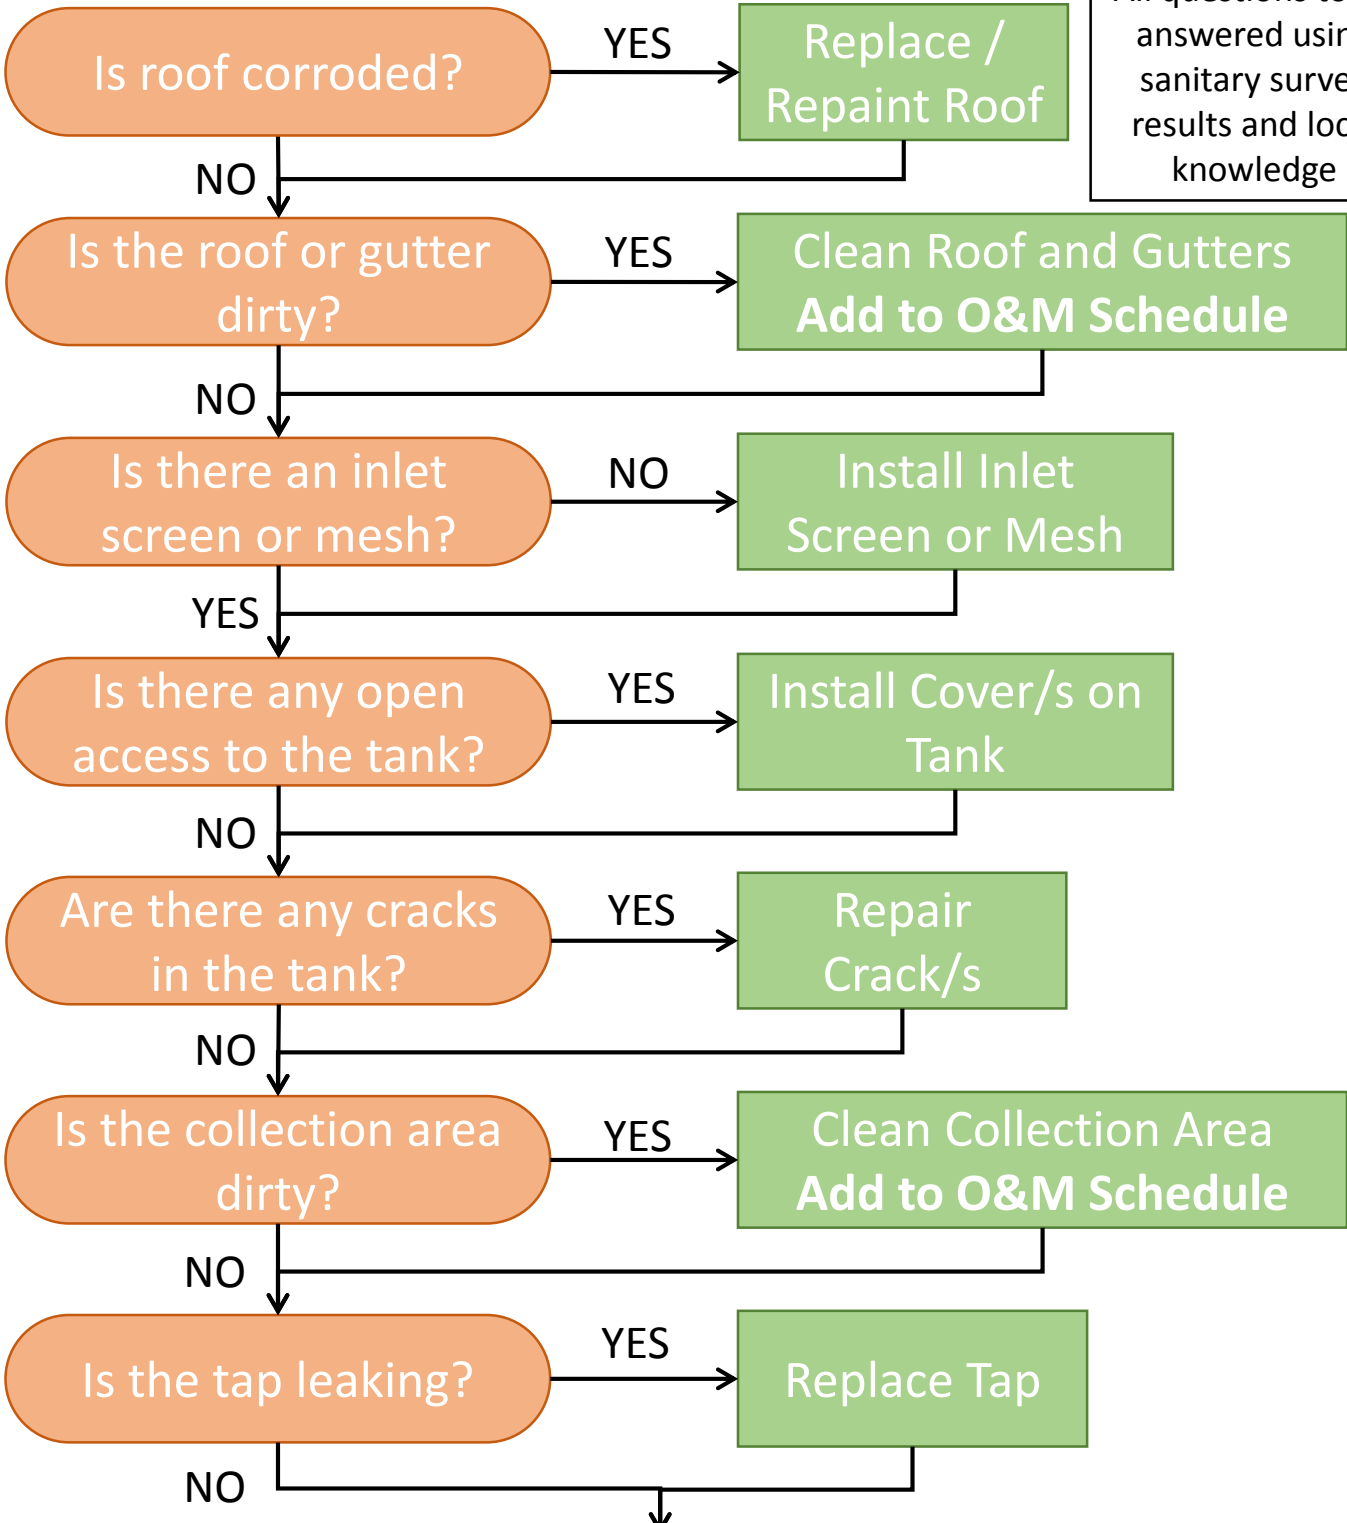 Is roof corroded?
YES
Replace /
Repaint Roof
answered
sanitary
results and
knowledge
NO
Is the roof or gutter
dirty?
YES
Clean Roof and Gutters
Add to O&M Schedule
NO
Is there an inlet
screen or mesh?
NO
Install Inlet
Screen or Mesh
YES
Is there any open
access to the tank?
YES
Install Cover/s on
Tank
NO
Are there any cracks
in the tank?
YES
Repair
Crack/s
NO
Is the collection area
dirty?
YES
Clean Collection Area
Add to O&M Schedule
NO
Is the tap leaking?
YES
Replace Tap
NO